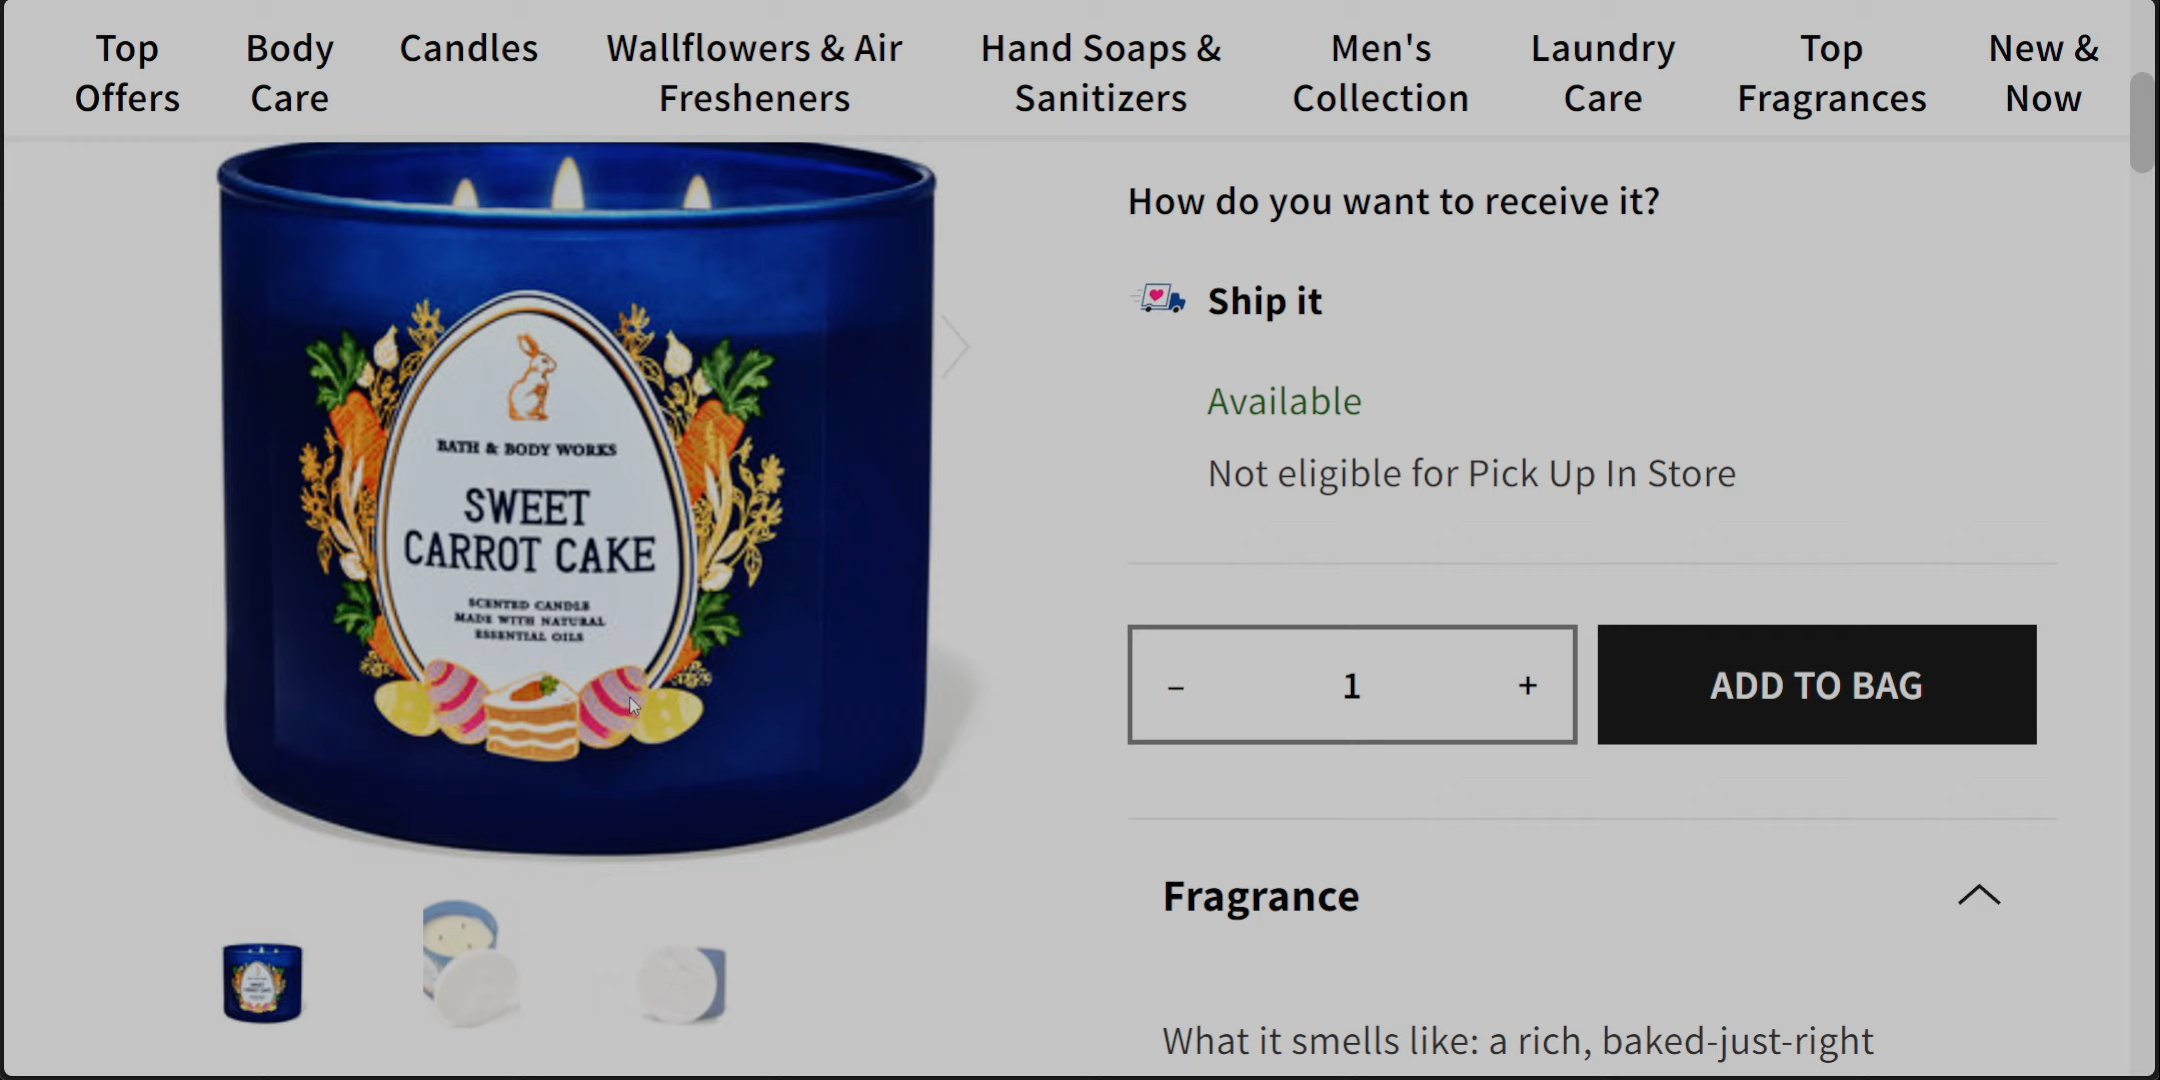 Top
Offers
Body
Care
Candles
Wallflowers & Air
Fresheners
Hand Soaps &
Sanitizers
Men's
Collection
Laundry
Care
Top
Fragrances
New &
Now
BATH & BODY WORKS
SWEET
CARROT CAKE
SCENTED CANDLE
MADE WITH NATURAL
ESSENTIAL OILS
How do you want to receive it?
Ship it
Available
Not eligible for Pick Up In Store
– 1 +
ADD TO BAG
Fragrance
What it smells like: a rich, baked-just-right